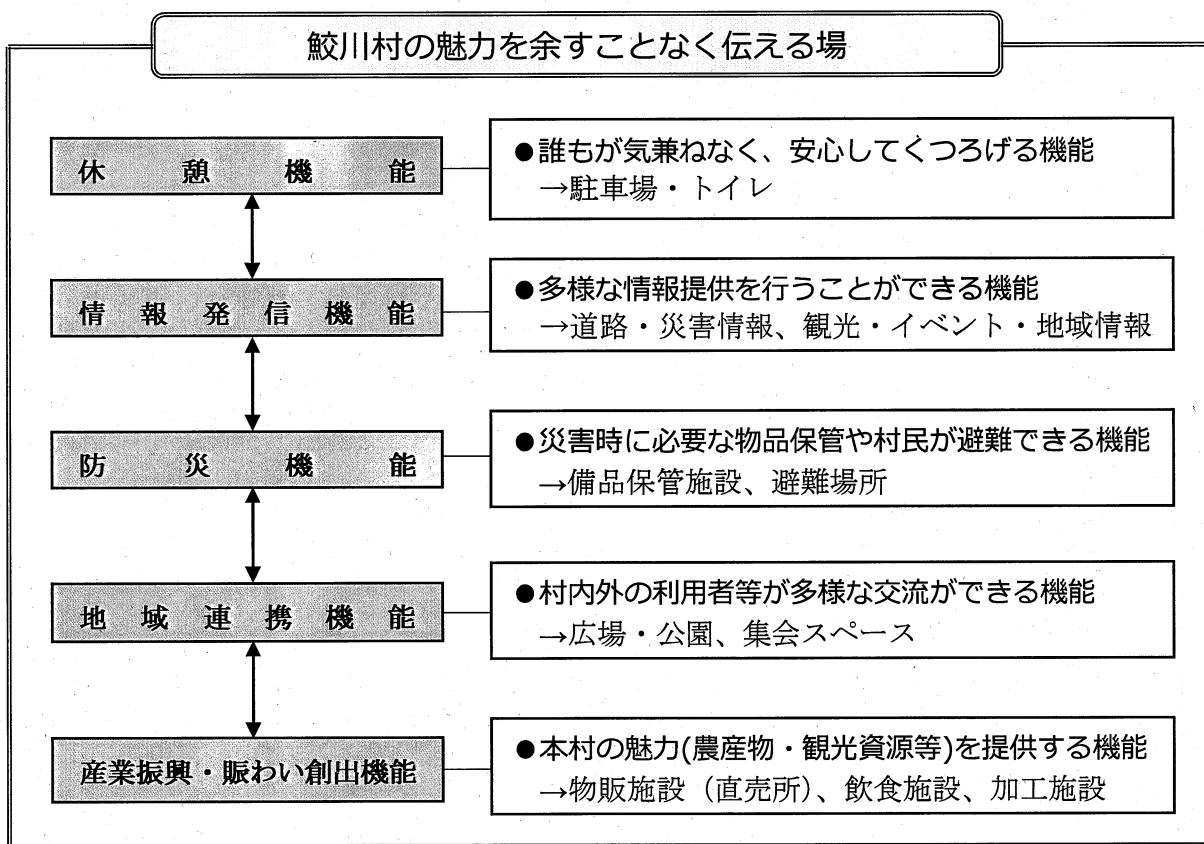 鮫川村の魅力を余すことなく伝える場
休憩機能
●誰もが気兼ねなく、安心してくつろげる機能
→駐車場・トイレ
情報発信機能
●多様な情報提供を行うことができる機能
→道路・災害情報、観光・イベント・地域情報
防災機能
●災害時に必要な物品保管や村民が避難できる機能
→備品保管施設、避難場所
地域連携機能
●村内外の利用者等が多様な交流ができる機能
→広場・公園、集会スペース
産業振興・賑わい創出機能
●本村の魅力(農産物・観光資源等)を提供する機能
→物販施設（直売所）、飲食施設、加工施設